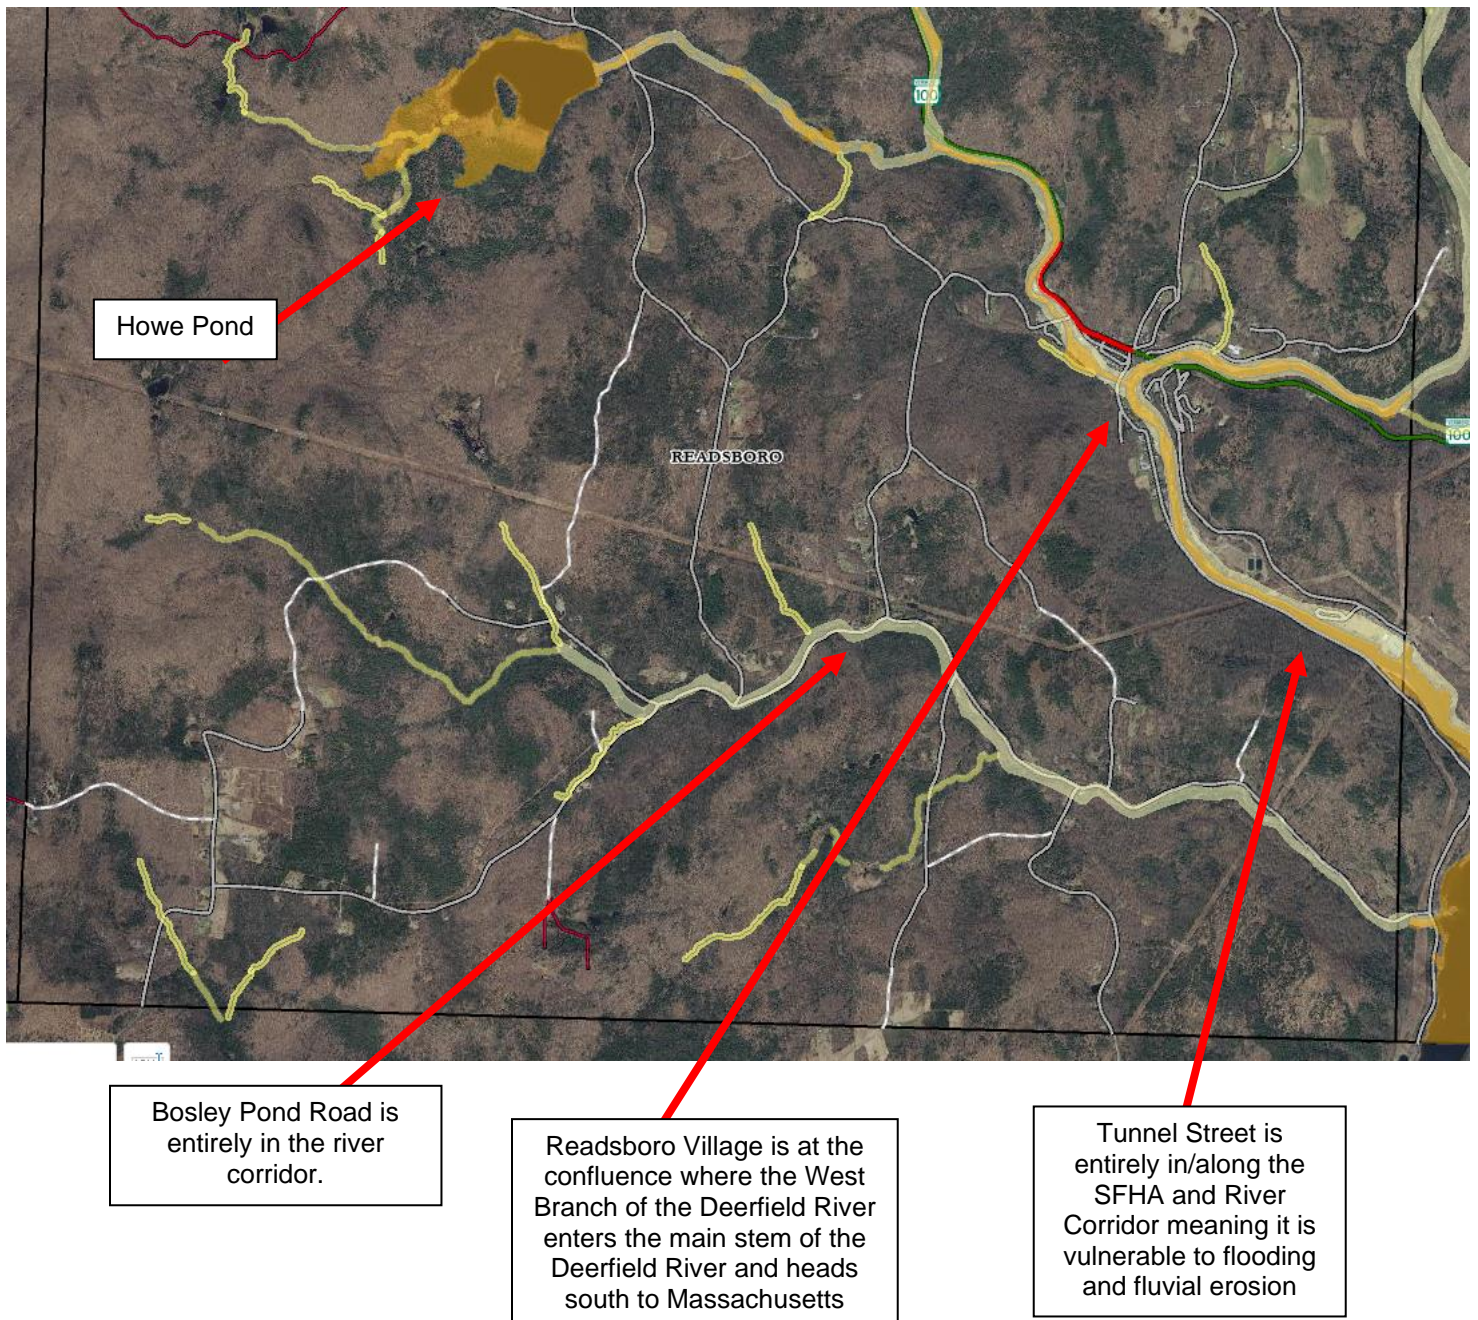 100
Howe Pond
READSBORO
100
Bosley Pond Road is
entirely in the river
corridor.
Readsboro Village is at the
confluence where the West
Branch of the Deerfield River
enters the main stem of the
Deerfield River and heads
south to Massachusetts
Tunnel Street is
entirely in/along the
SFHA and River
Corridor meaning it is
vulnerable to flooding
and fluvial erosion